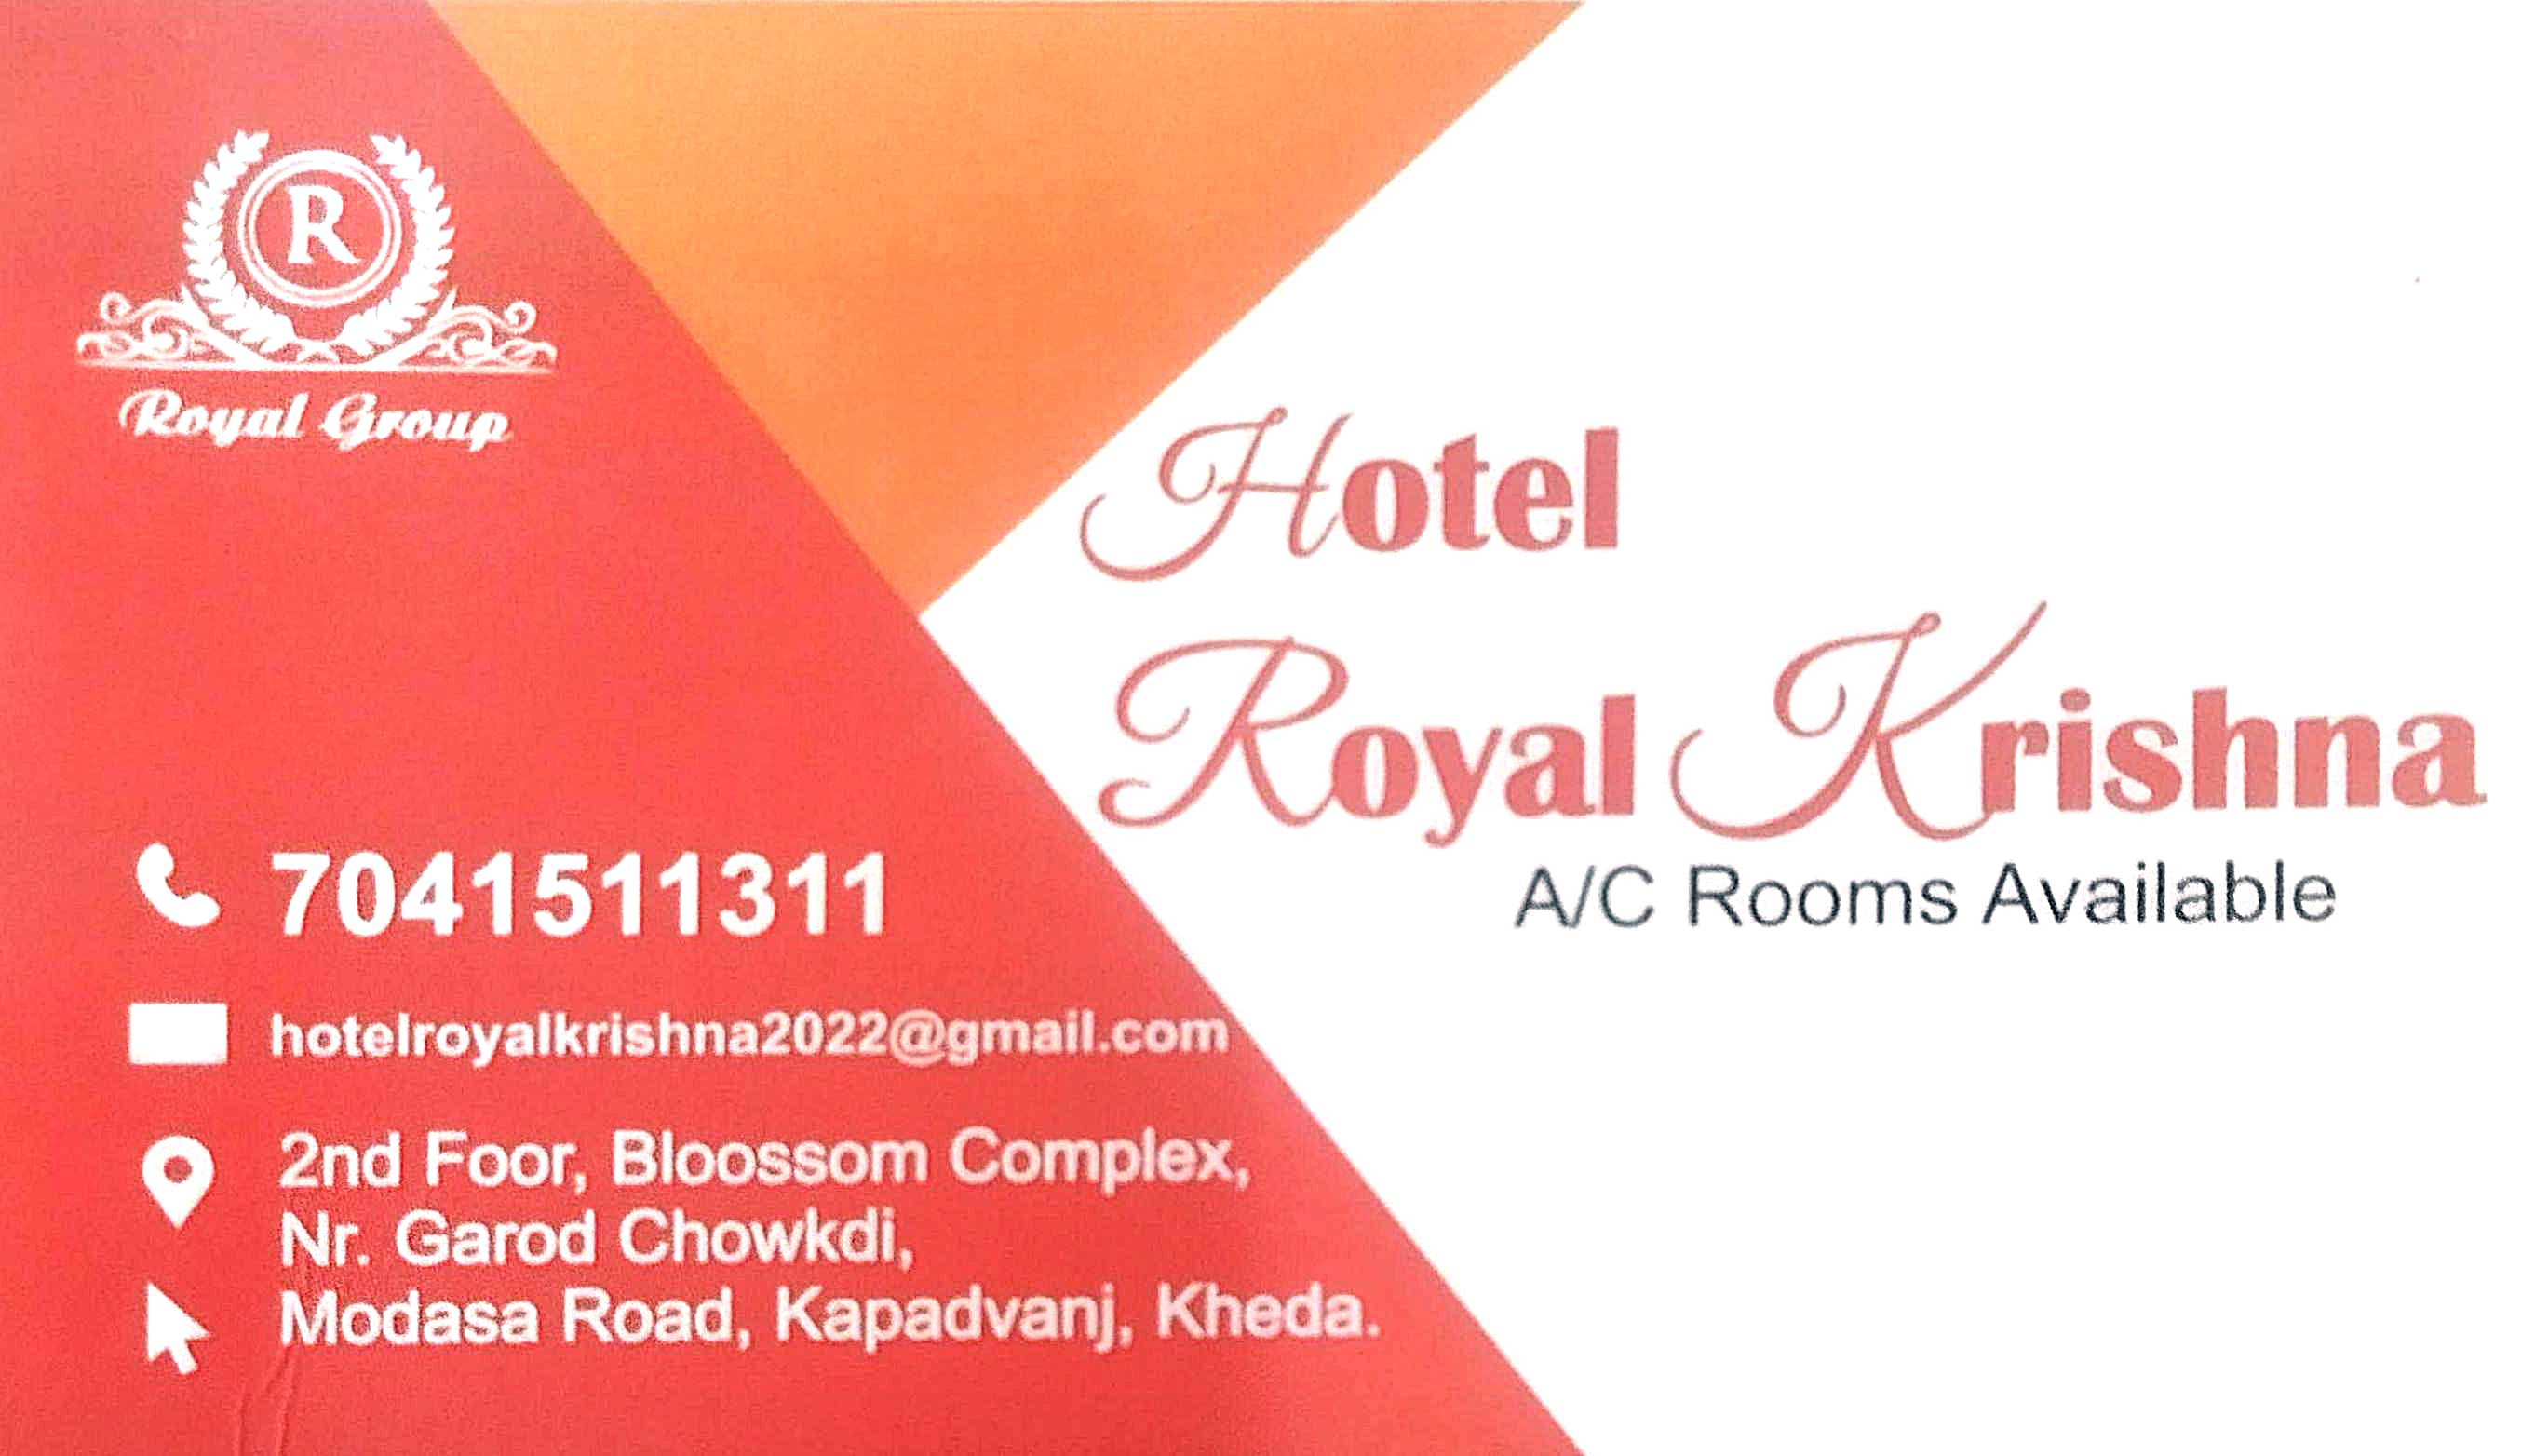 R
Royal Group
Hotel
Royal Krishna
A/C Rooms Available
7041511311
hotelroyalkrishna2022@gmail.com
2nd Foor, Bloossom Complex,
Nr. Garod Chowkdi,
Modasa Road, Kapadvanj, Kheda.